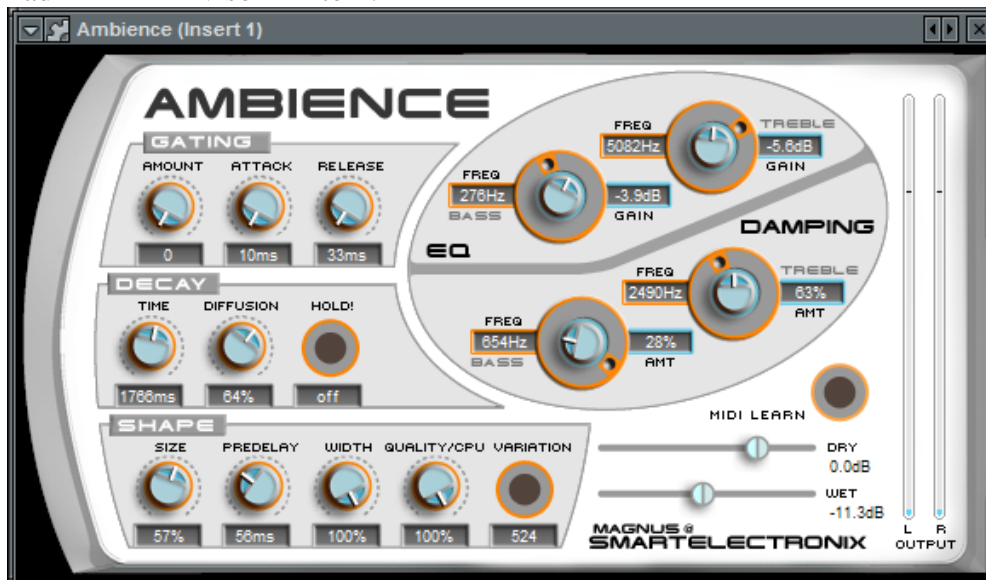 Ambience (Insert 1)
AMBIENCE
GATING
AMOUNT ATTACK RELEASE
0 10ms 33ms
DECAY
TIME DIFFUSION HOLD!
1766ms 64% off
SHAPE
SIZE PREDELAY WIDTH QUALITY/CPU VARIATION
57% 56ms 100% 100% 524
FREQ TREBLE
5082Hz -5.6dB
GAIN
FREQ
276Hz -3.9dB
BASS GAIN
EQ
DAMPING
FREQ TREBLE
2490Hz 63%
AMT
FREQ
654Hz 28%
BASS AMT
MIDI LEARN
DRY
0.0dB
WET
-11.3dB
MAGNUS @
SMARTELECTRONIX
L R
OUTPUT